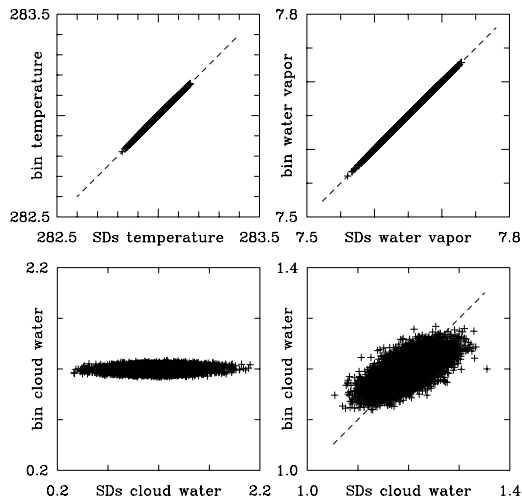 283.5
bin temperature
282.5
282.5
SDs temperature
283.5
7.8
bin water vapor
7.5
7.5
SDs water vapor
7.8
2.2
bin cloud water
0.2
0.2
SDs cloud water
2.2
1.4
bin cloud water
1.0
1.0
SDs cloud water
1.4